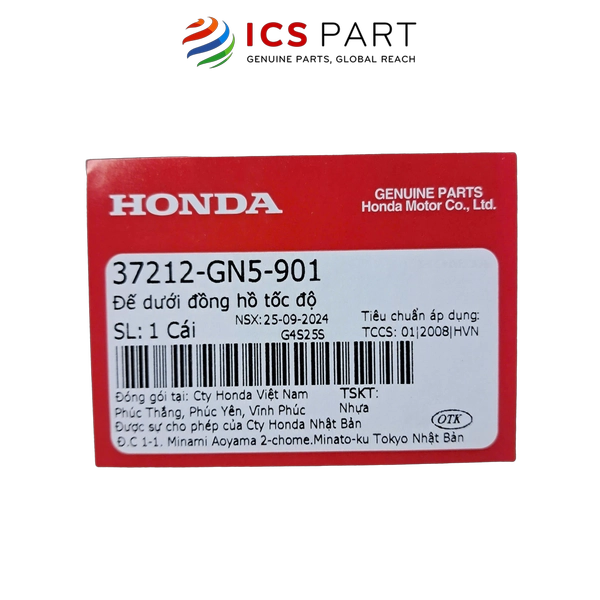 ICS PART
GENUINE PARTS, GLOBAL REACH
HONDA
GENUINE PARTS
Honda Motor Co., Ltd.
37212-GN5-901
Đế dưới đồng hồ tốc độ
NSX:25-09-2024
Tiêu chuẩn áp dụng:
SL: 1 Cái
G4S25S
TCCS: 01|2008|HVN
Đóng gói tại: Cty Honda Việt Nam
TSKT:
Phúc Thắng, Phúc Yên, Vĩnh Phúc
Nhựa
Được sự cho phép của Cty Honda Nhật Bản
OTK
Đ.C 1-1. Minarni Aoyama 2-chome.Minato-ku Tokyo Nhật Bản